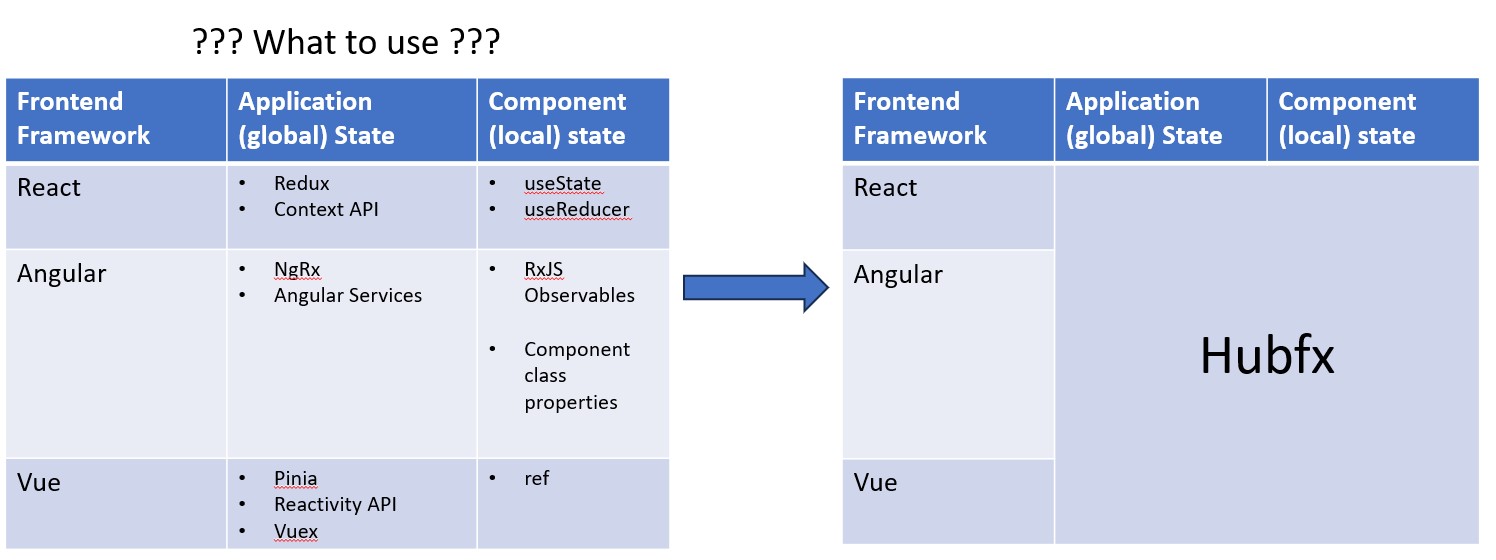 ??? What to use ???
Frontend
Framework
Application
(global) State
Component
(local) state
React
• Redux
• Context API
• useState
• useReducer
Angular
• NgRx
• Angular Services
• RxJS
Observables
• Component
class
properties
Vue
• Pinia
• Reactivity API
• Vuex
• ref
Frontend
Framework
Application
(global) State
Component
(local) state
React
Angular
Vue
Hubfx